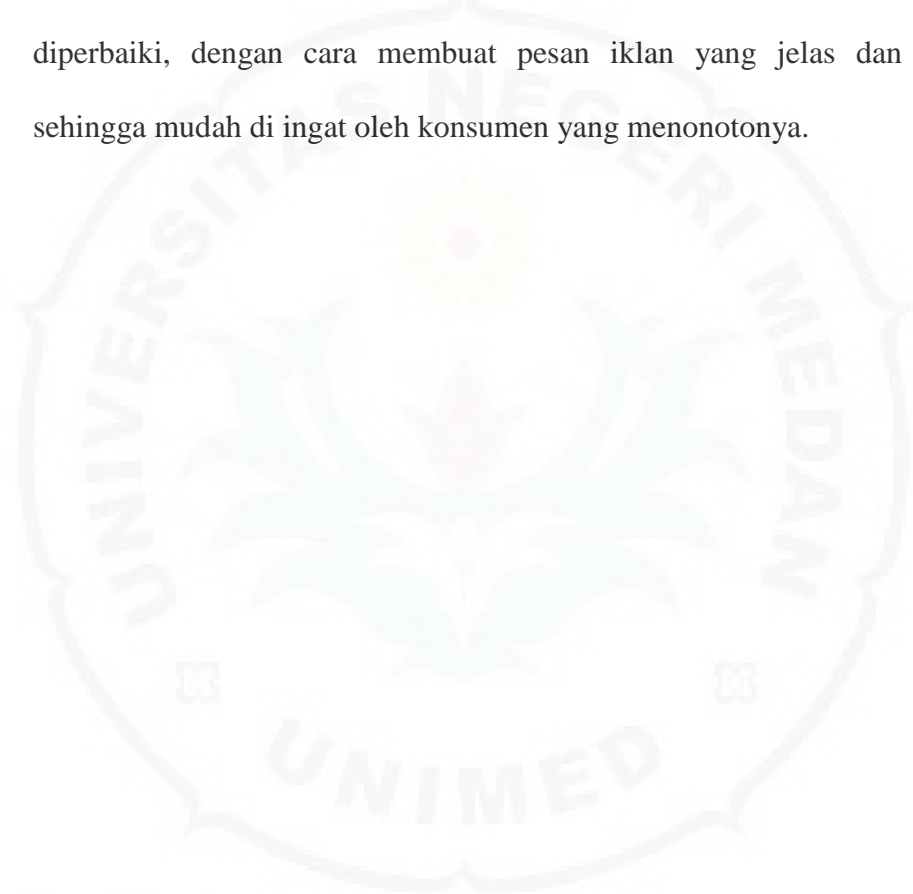 diperbaiki, dengan cara membuat pesan iklan yang jelas dan
sehingga mudah di ingat oleh konsumen yang menonotonya.
UNIVERSITAS NEGERI MEDAN
UNIMED